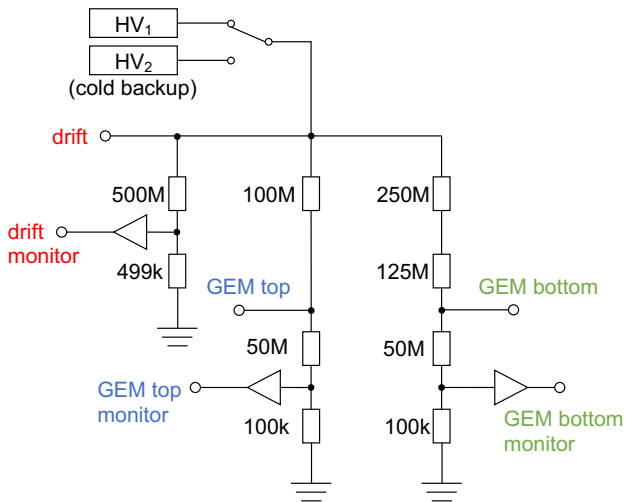 HV₁
HV₂
(cold backup)
drift
500M
100M
250M
drift
monitor
499k
125M
GEM top
GEM bottom
50M
50M
GEM top
monitor
100k
100k
GEM bottom
monitor